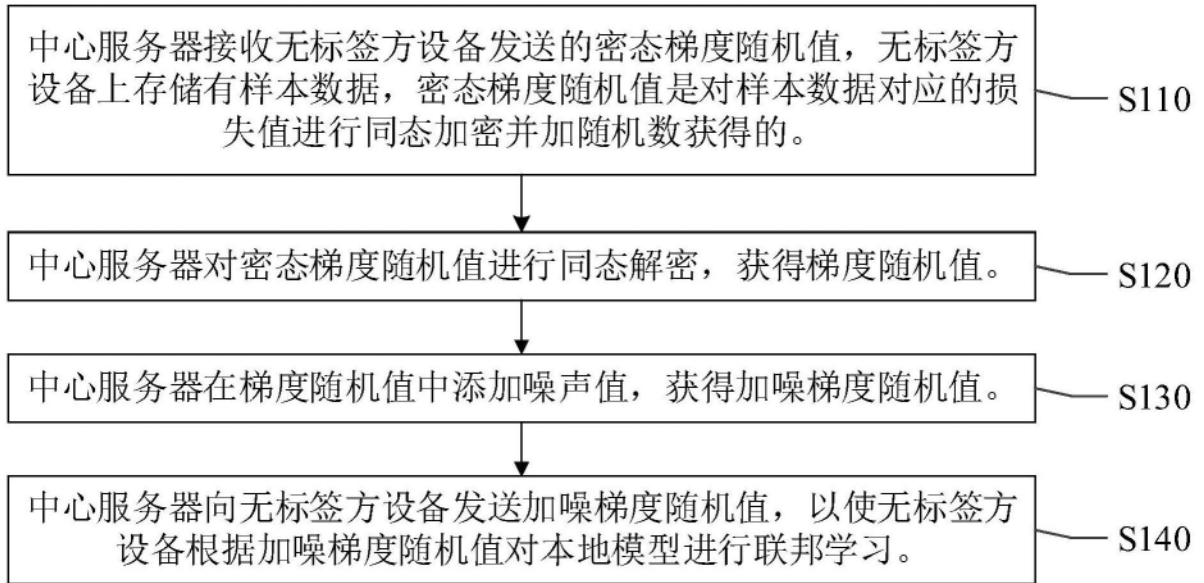 中心服务器接收无标签方设备发送的密态梯度随机值，无标签方
设备上存储有样本数据，密态梯度随机值是对样本数据对应的损
失值进行同态加密并加随机数获得的。
S110
中心服务器对密态梯度随机值进行同态解密，获得梯度随机值。
S120
中心服务器在梯度随机值中添加噪声值，获得加噪梯度随机值。
S130
中心服务器向无标签方设备发送加噪梯度随机值，以使无标签方
设备根据加噪梯度随机值对本地模型进行联邦学习。
S140